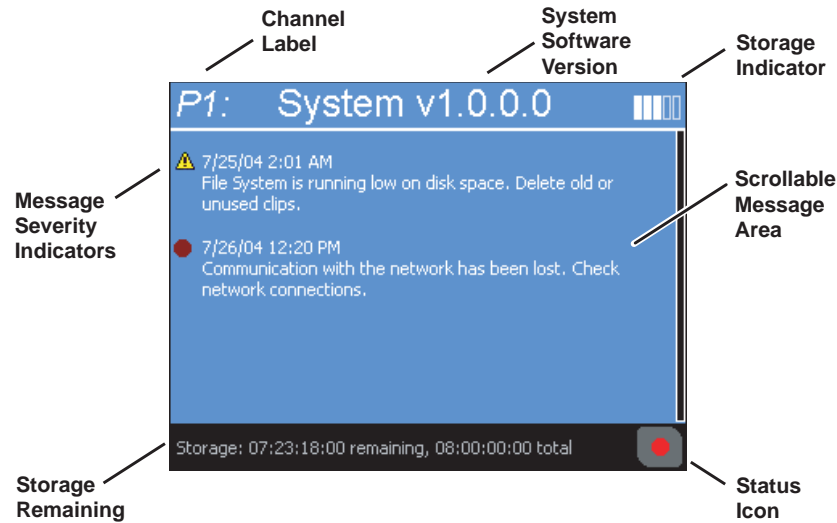 Channel
Label
System
Software
Version
Storage
Indicator
P1: System v1.0.0.0
7/25/04 2:01 AM
File System is running low on disk space. Delete old or
unused clips.
Message
Severity
Indicators
Scrollable
Message
Area
7/26/04 12:20 PM
Communication with the network has been lost. Check
network connections.
Storage: 07:23:18:00 remaining, 08:00:00:00 total
Storage
Remaining
Status
Icon